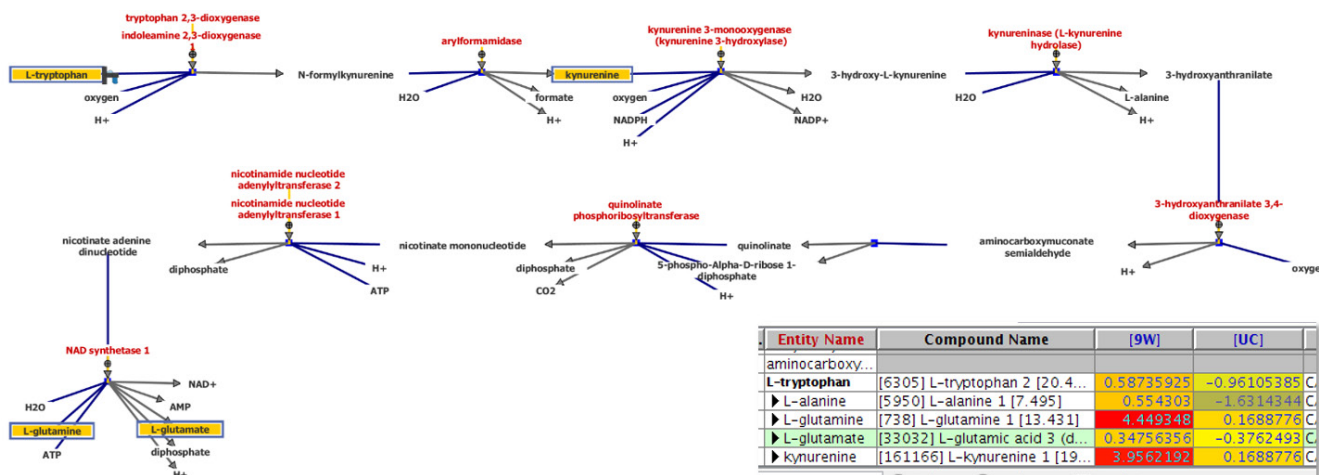 tryptophan 2,3-dioxygenase
indoleamine 2,3-dioxygenase
1
L-tryptophan
oxygen
H+
N-formylkynurenine
arylformamidase
H2O
formate
H+
kynurenine
kynurenine 3-monooxygenase
(kynurenine 3-hydroxylase)
oxygen
NADPH
H+
H2O
NADP+
3-hydroxy-L-kynurenine
kynureninase (L-kynurenine
hydrolase)
H2O
L-alanine
H+
3-hydroxyanthranilate
3-hydroxyanthranilate 3,4-
dioxygenase
oxyge
H+
aminocarboxymuconate
semialdehyde
quinolinate
quinolinate
phosphoribosyltransferase
5-phospho-Alpha-D-ribose 1-
diphosphate
H+
diphosphate
CO2
nicotinate mononucleotide
nicotinamide nucleotide
adenylyltransferase 2
nicotinamide nucleotide
adenylyltransferase 1
H+
ATP
diphosphate
nicotinate adenine
dinucleotide
NAD synthetase 1
H2O
L-glutamine
ATP
NAD+
AMP
L-glutamate
diphosphate
H+
. Entity Name Compound Name [9W] [UC]
aminocarboxy...
L-tryptophan [6305] L-tryptophan 2 [20.4... 0.58735925 -0.96105385
L-alanine [5950] L-alanine 1 [7.495] 0.554303 -1.6314344
L-glutamine [738] L-glutamine 1 [13.431] 4.449348 0.1688776
L-glutamate [33032] L-glutamic acid 3 (d... 0.34756356 -0.3762493
kynurenine [161166] L-kynurenine 1 [19... 3.9562192 0.1688776